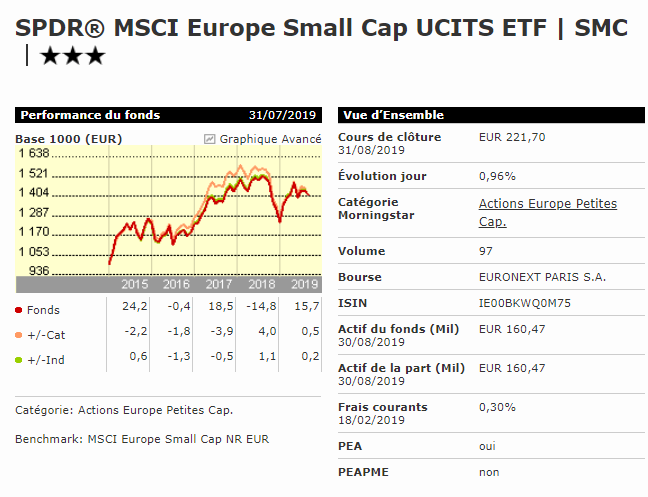 SPDR® MSCI Europe Small Cap UCITS ETF | SMC
| ★★★
Performance du fonds 31/07/2019
Base 1000 (EUR) Graphique Avancé
1 638
1 521
1 404
1 287
1 170
1 053
936
2015 2016 2017 2018 2019
Fonds 24,2 -0,4 18,5 -14,8 15,7
+/-Cat -2,2 -1,8 -3,9 4,0 0,5
+/-Ind 0,6 -1,3 -0,5 1,1 0,2
Catégorie: Actions Europe Petites Cap.
Benchmark: MSCI Europe Small Cap NR EUR
Vue d'Ensemble
Cours de clôture EUR 221,70
31/08/2019
Évolution jour 0,96%
Catégorie Actions Europe Petites
Morningstar Cap.
Volume 97
Bourse EURONEXT PARIS S.A.
ISIN IE00BKWQ0M75
Actif du fonds (Mil) EUR 160,47
30/08/2019
Actif de la part (Mil) EUR 160,47
30/08/2019
Frais courants 0,30%
18/02/2019
PEA oui
PEAPME non